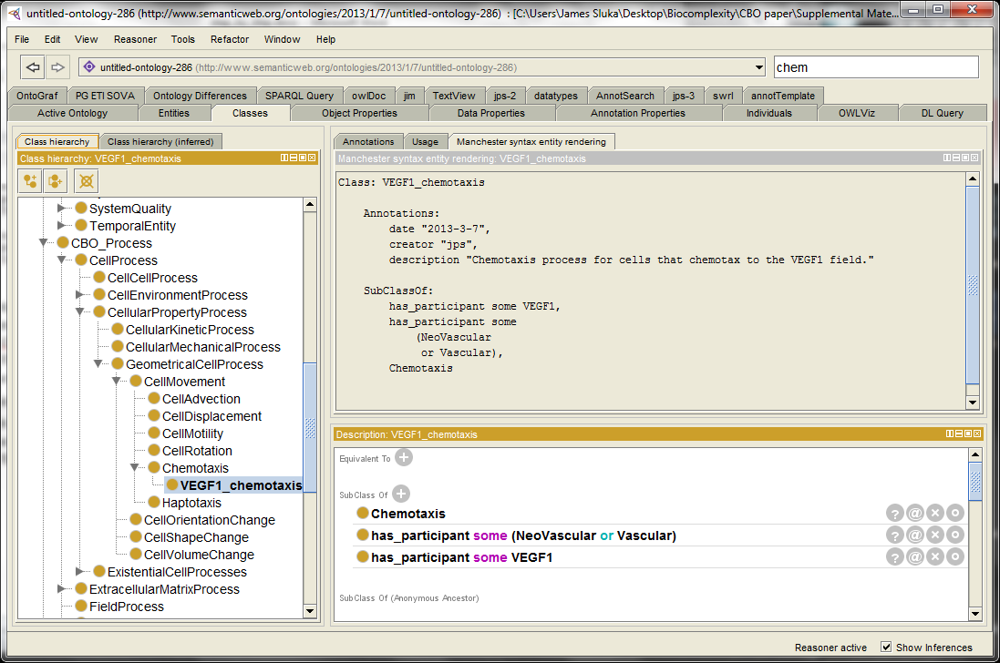 untitled-ontology-286 (http://www.semanticweb.org/ontologies/2013/1/7/untitled-ontology-286) : [C:\Users\James Sluka\Desktop\Biocomplexity\CBO paper\Supplemental Mate...
File Edit View Reasoner Tools Refactor Window Help
untitled-ontology-286 (http://www.semanticweb.org/ontologies/2013/1/7/untitled-ontology-286)
chem
OntoGraf PG ETI SOVA Ontology Differences SPARQL Query owlDoc jim TextView jps-2 datatypes AnnotSearch jps-3 swrl annotTemplate
Active Ontology Entities Classes Object Properties Data Properties Annotation Properties Individuals OWLViz DL Query
Class hierarchy Class hierarchy (inferred)
Class hierarchy: VEGF1_chemotaxis
SystemQuality
TemporalEntity
CBO_Process
CellProcess
CellCellProcess
CellEnvironmentProcess
CellularPropertyProcess
CellularKineticProcess
CellularMechanicalProcess
GeometricalCellProcess
CellMovement
CellAdvection
CellDisplacement
CellMotility
CellRotation
Chemotaxis
VEGF1_chemotaxis
Haptotaxis
CellOrientationChange
CellShapeChange
CellVolumeChange
ExistentialCellProcesses
ExtracellularMatrixProcess
FieldProcess
Annotations Usage Manchester syntax entity rendering
Manchester syntax entity rendering: VEGF1_chemotaxis
Class: VEGF1_chemotaxis
Annotations:
date "2013-3-7",
creator "jps",
description "Chemotaxis process for cells that chemotax to the VEGF1 field."
SubClassOf:
has_participant some VEGF1,
has_participant some
(NeoVascular
or Vascular),
Chemotaxis
Description: VEGF1_chemotaxis
Equivalent To
SubClass Of
Chemotaxis
has_participant some (NeoVascular or Vascular)
has_participant some VEGF1
SubClass Of (Anonymous Ancestor)
Reasoner active Show Inferences